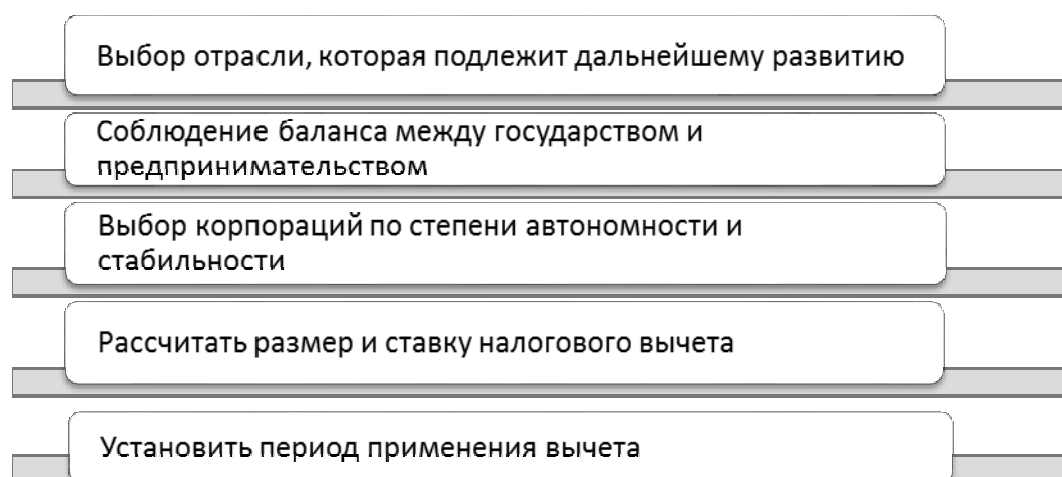 Выбор отрасли, которая подлежит дальнейшему развитию
Соблюдение баланса между государством и
предпринимательством
Выбор корпораций по степени автономности и
стабильности
Рассчитать размер и ставку налогового вычета
Установить период применения вычета